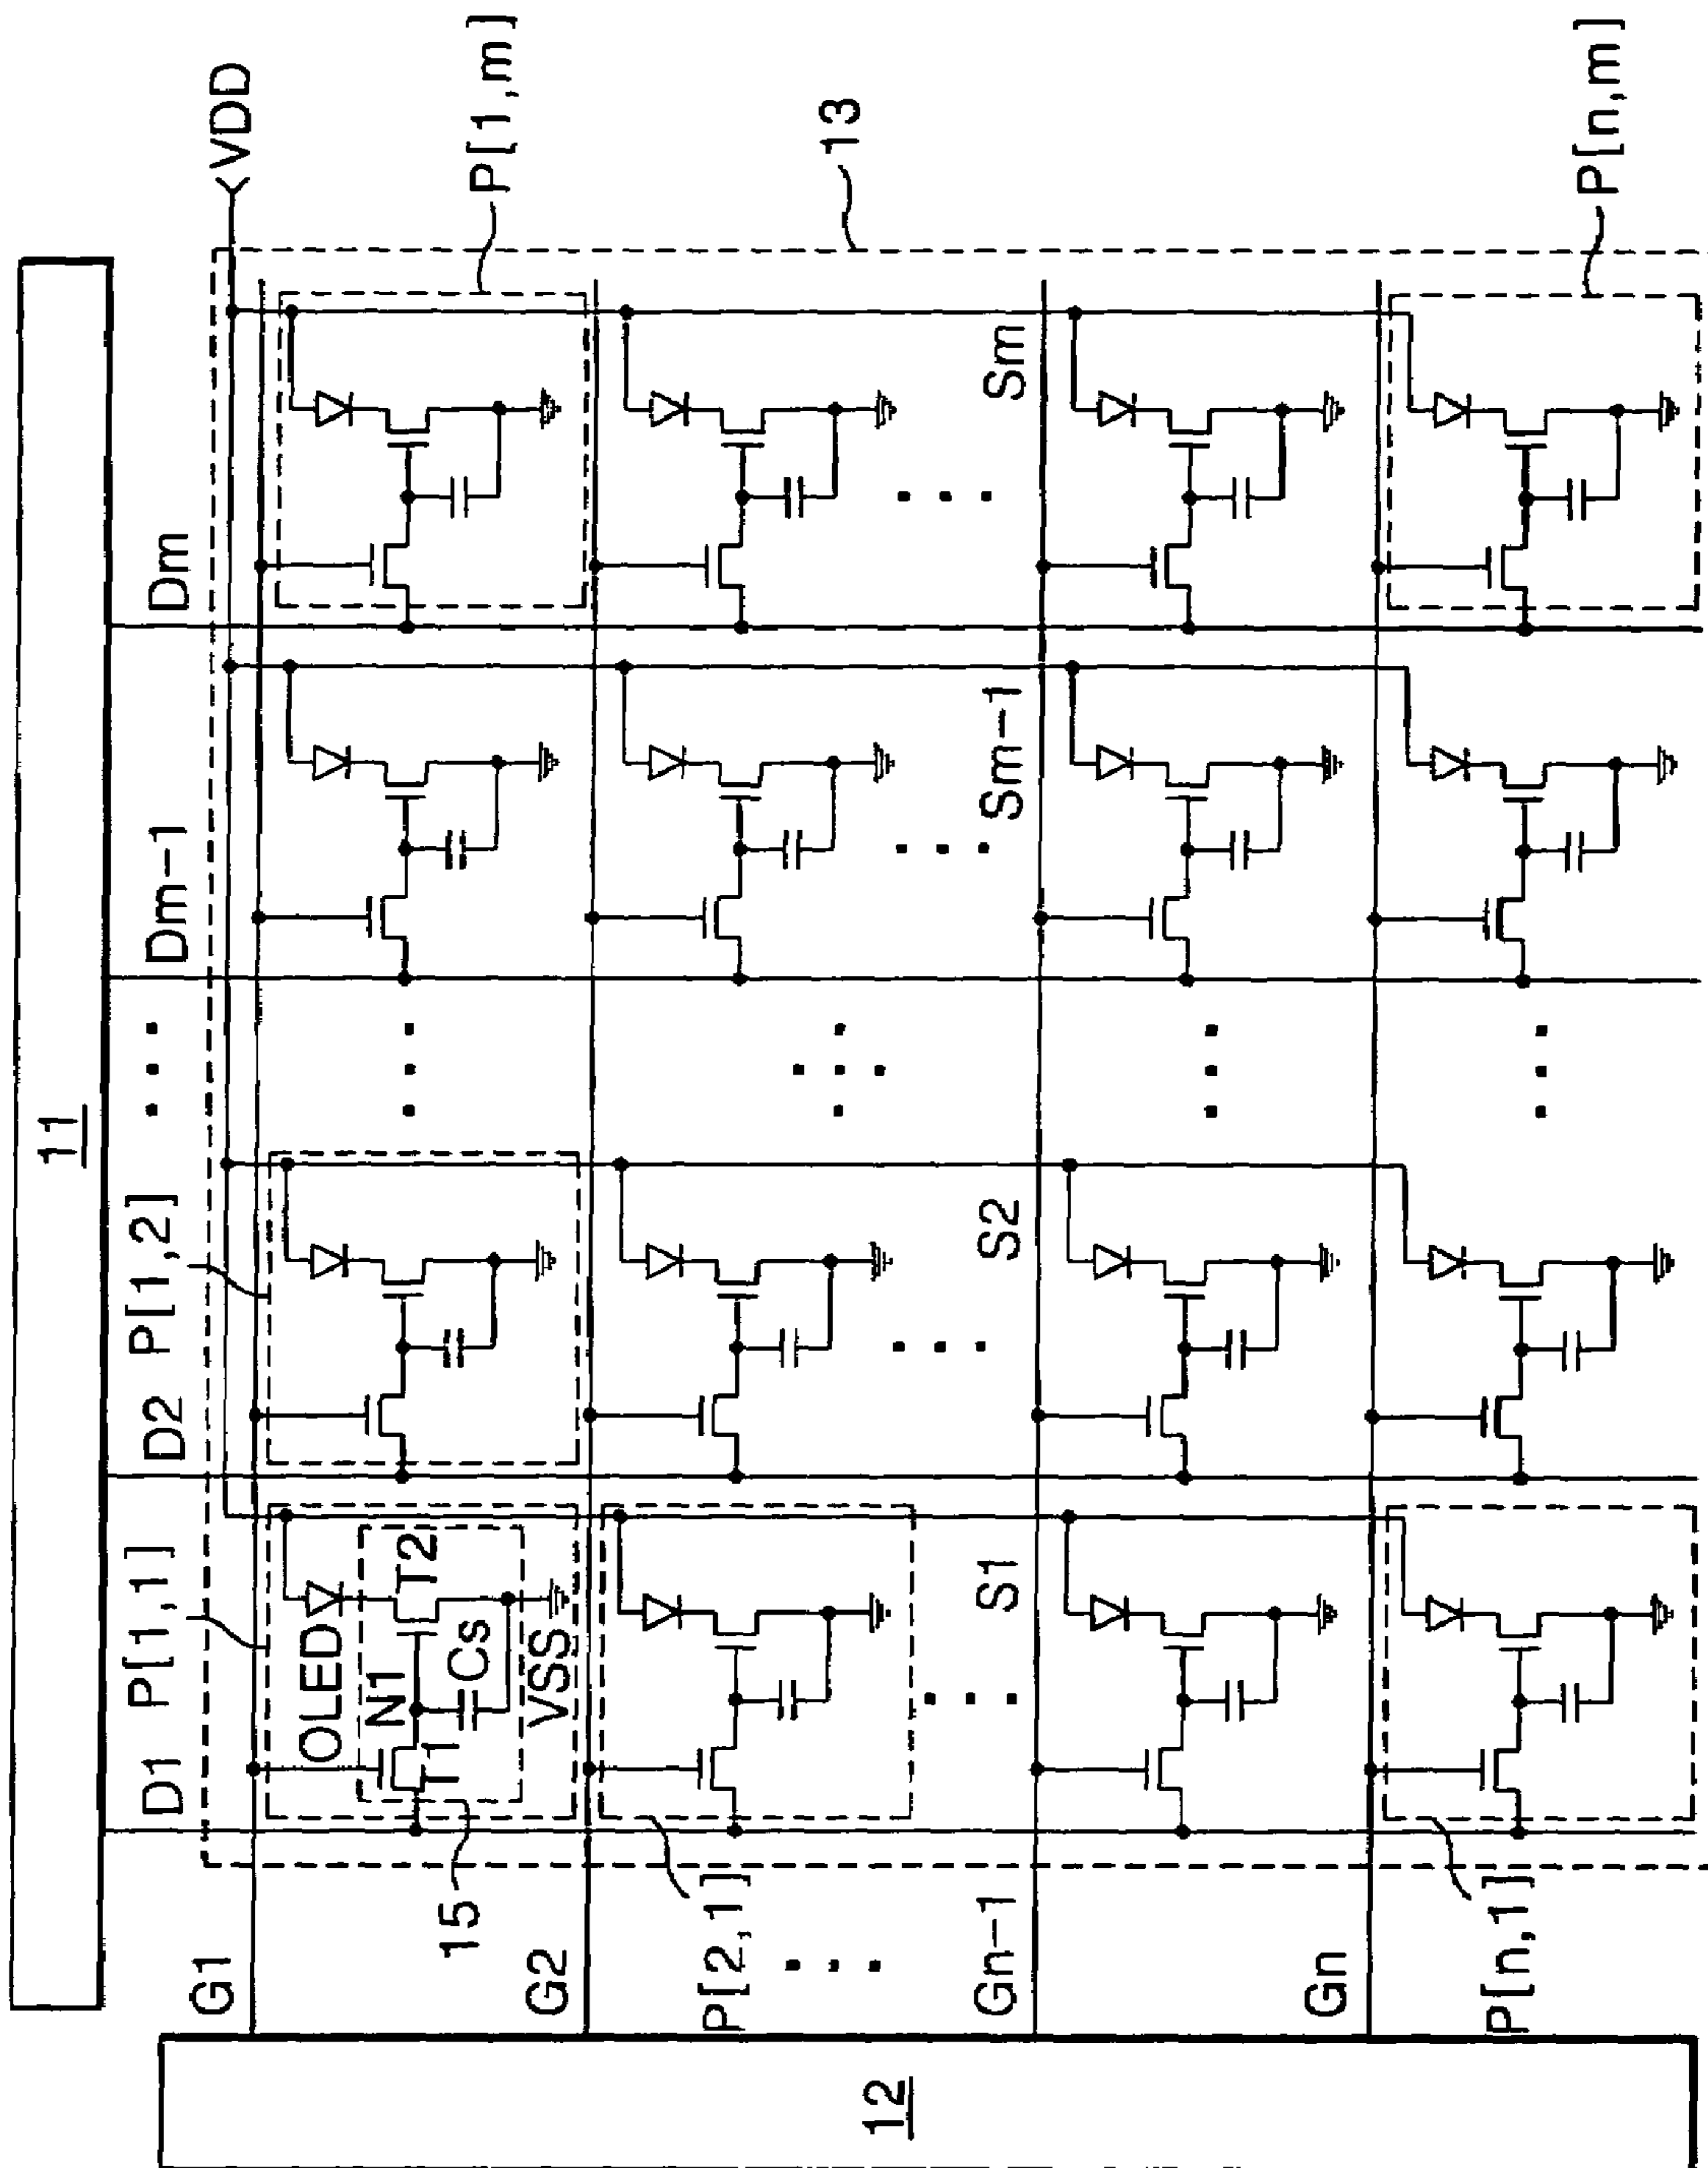 11
D1 P[1,1] D2 P[1,2] ... Dm-1 Dm
VDD
G1
OLED
T2
N1
T1
Cs
VSS
15
P[1,m]
G2
P[2,1]
13
...
S1 S2 Sm-1 Sm
Gn-1
12
Gn
P[n,1]
P[n,m]